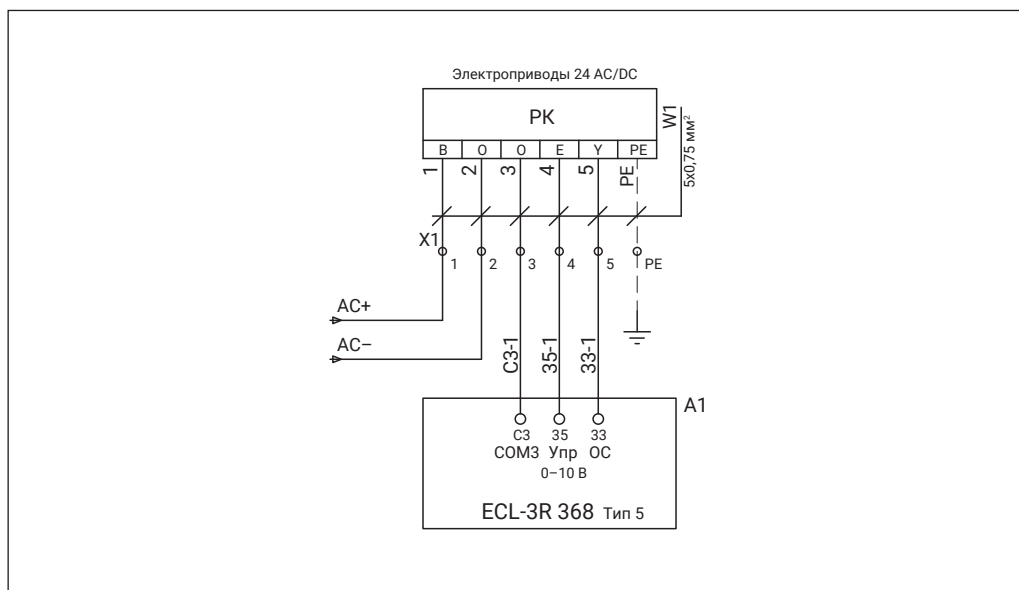 Электроприводы 24 AC/DC
РК
W1
5x0,75 мм²
В О О Е Y PE
1 2 3 4 5 PE
X1
1 2 3 4 5 PE
AC+
AC–
C3-1 35-1 33-1
A1
C3 35 33
COM3 Упр ОС
0–10 В
ECL-3R 368 Тип 5